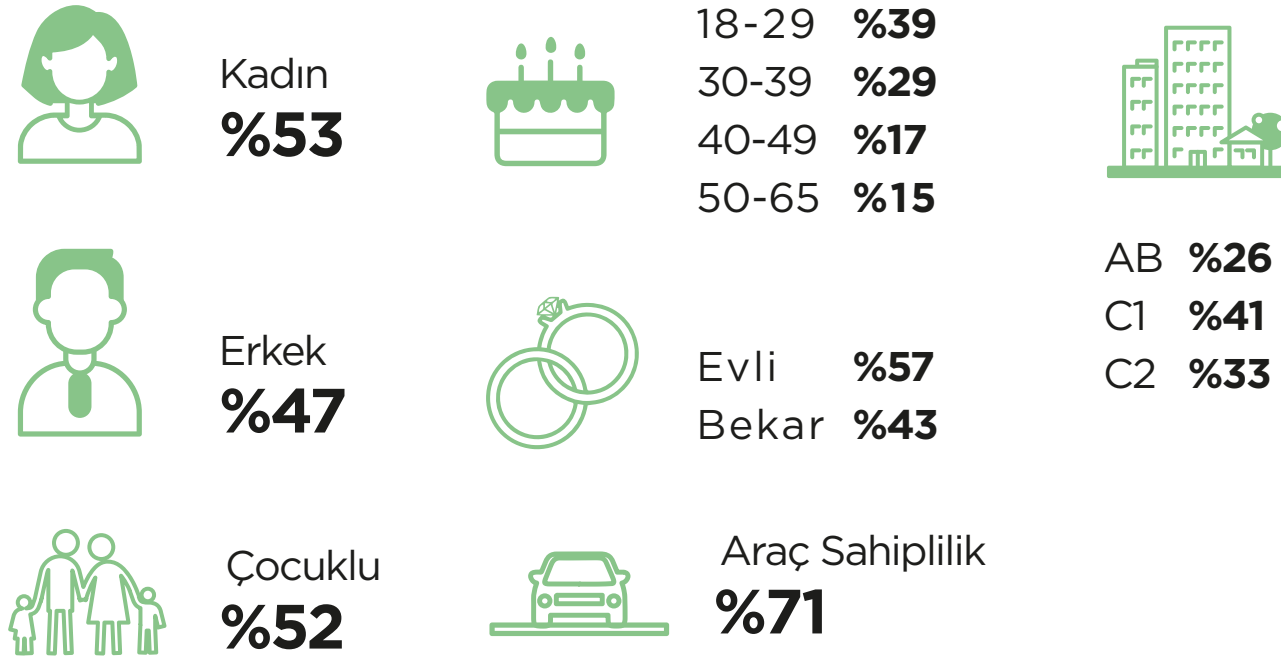 Kadın
%53
Erkek
%47
Çocuklu
%52
18-29 %39
30-39 %29
40-49 %17
50-65 %15
Evli %57
Bekar %43
Araç Sahiplilik
%71
AB %26
C1 %41
C2 %33